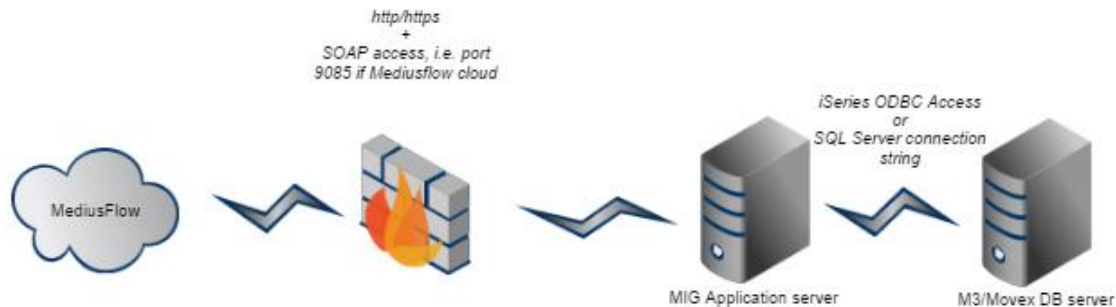 http/https
+
SOAP access, i.e. port
9085 if Mediusflow cloud
iSeries ODBC Access
or
SQL Server connection
string
MediusFlow
MIG Application server
M3/Movex DB server